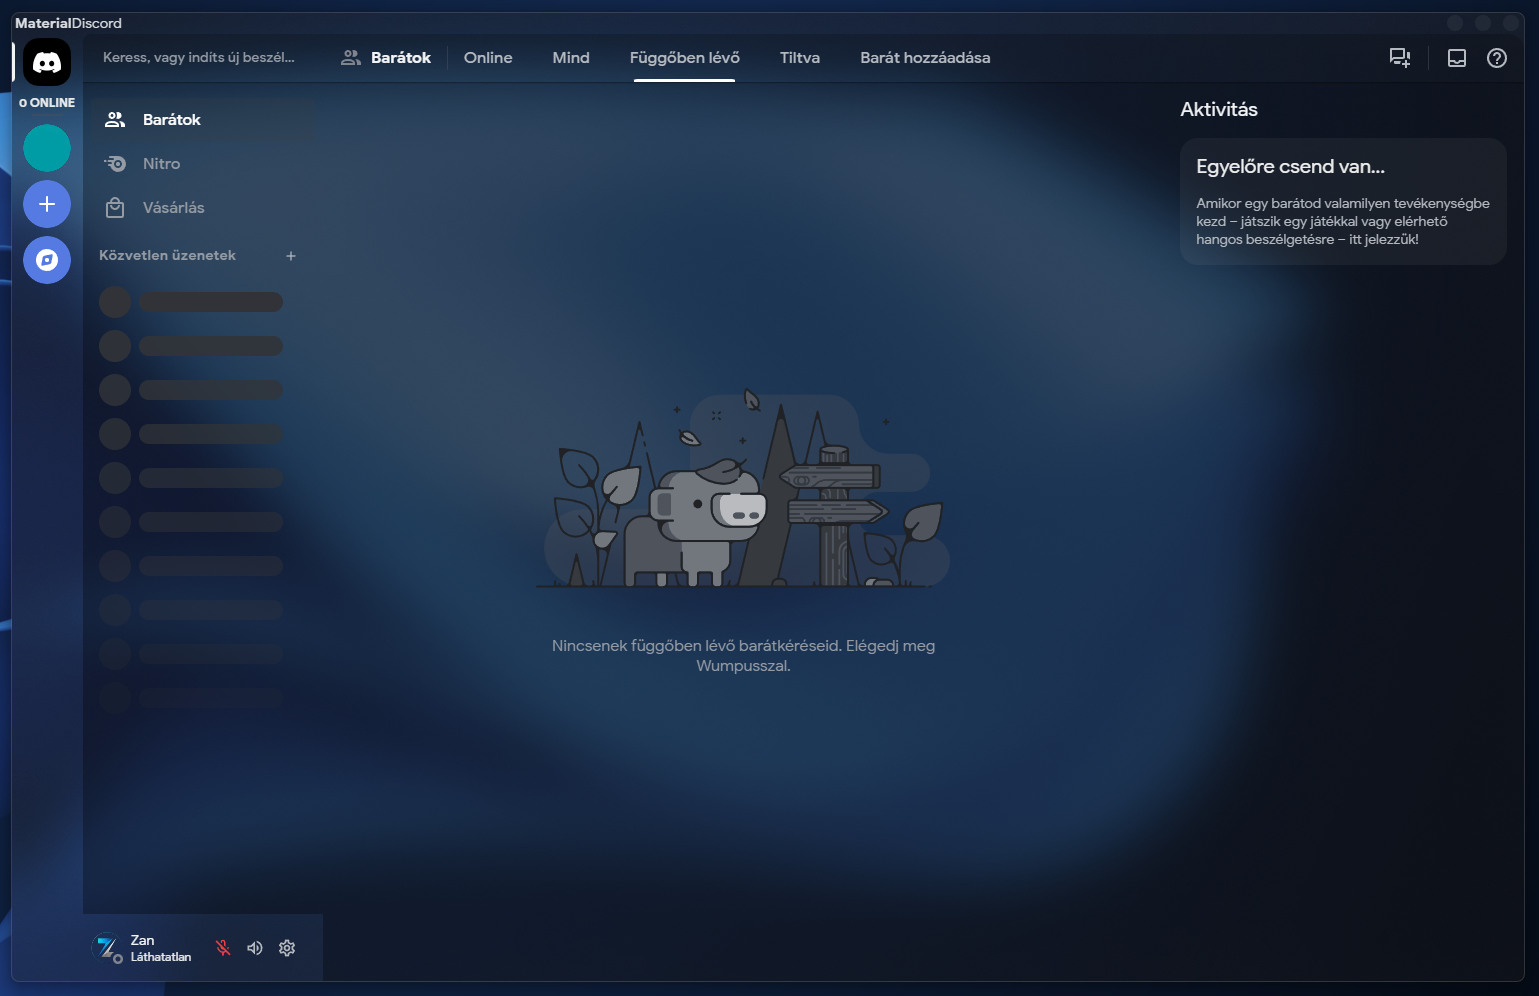 MaterialDiscord
Keress, vagy indíts új beszél...
Barátok
Online
Mind
Függőben lévő
Tiltva
Barát hozzáadása
0 ONLINE
Barátok
Nitro
Vásárlás
Közvetlen üzenetek
Aktivitás
Egyelőre csend van...
Amikor egy barátod valamilyen tevékenységbe
kezd – játszik egy játékkal vagy elérhető
hangos beszélgetésre – itt jelezzük!
Nincsenek függőben lévő barátkéréseid. Elégedj meg
Wumpusszal.
Zan
Láthatatlan